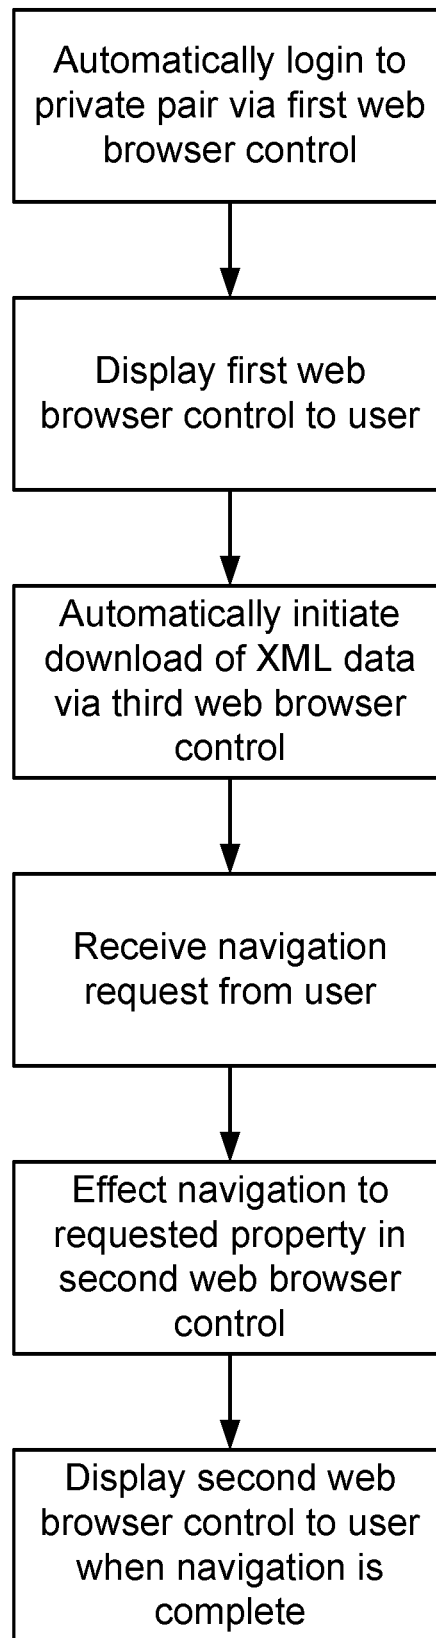 Automatically login to
private pair via first web
browser control
Display first web
browser control to user
Automatically initiate
download of XML data
via third web browser
control
Receive navigation
request from user
Effect navigation to
requested property in
second web browser
control
Display second web
browser control to user
when navigation is
complete